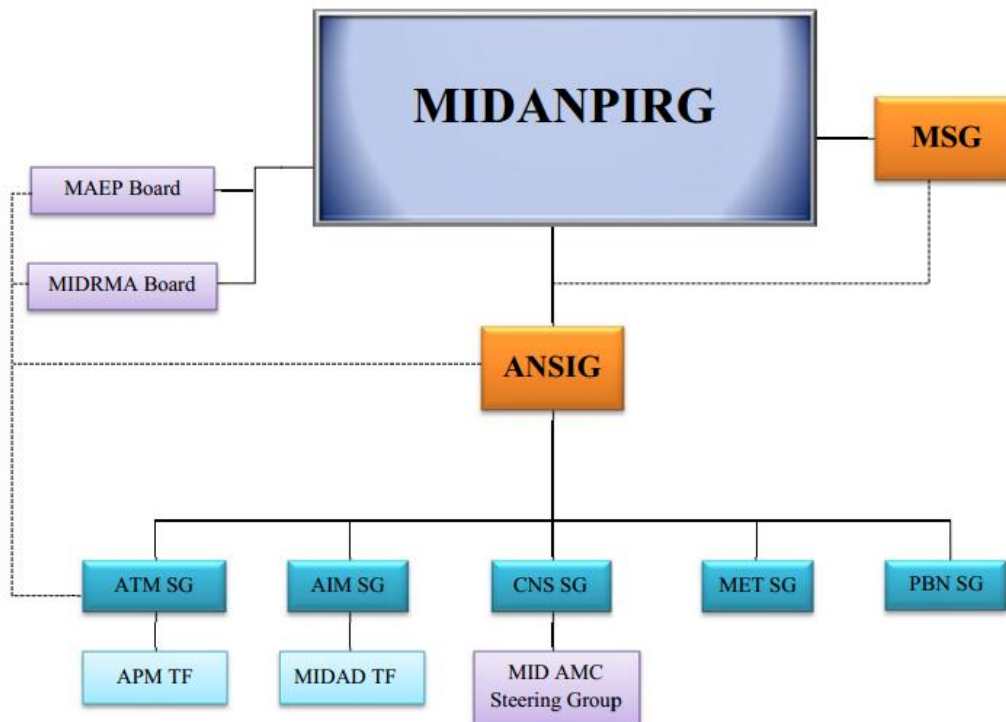 MIDANPIRG
MSG
MAEP Board
MIDRMA Board
ANSIG
ATM SG
AIM SG
CNS SG
MET SG
PBN SG
APM TF
MIDAD TF
MID AMC
Steering Group